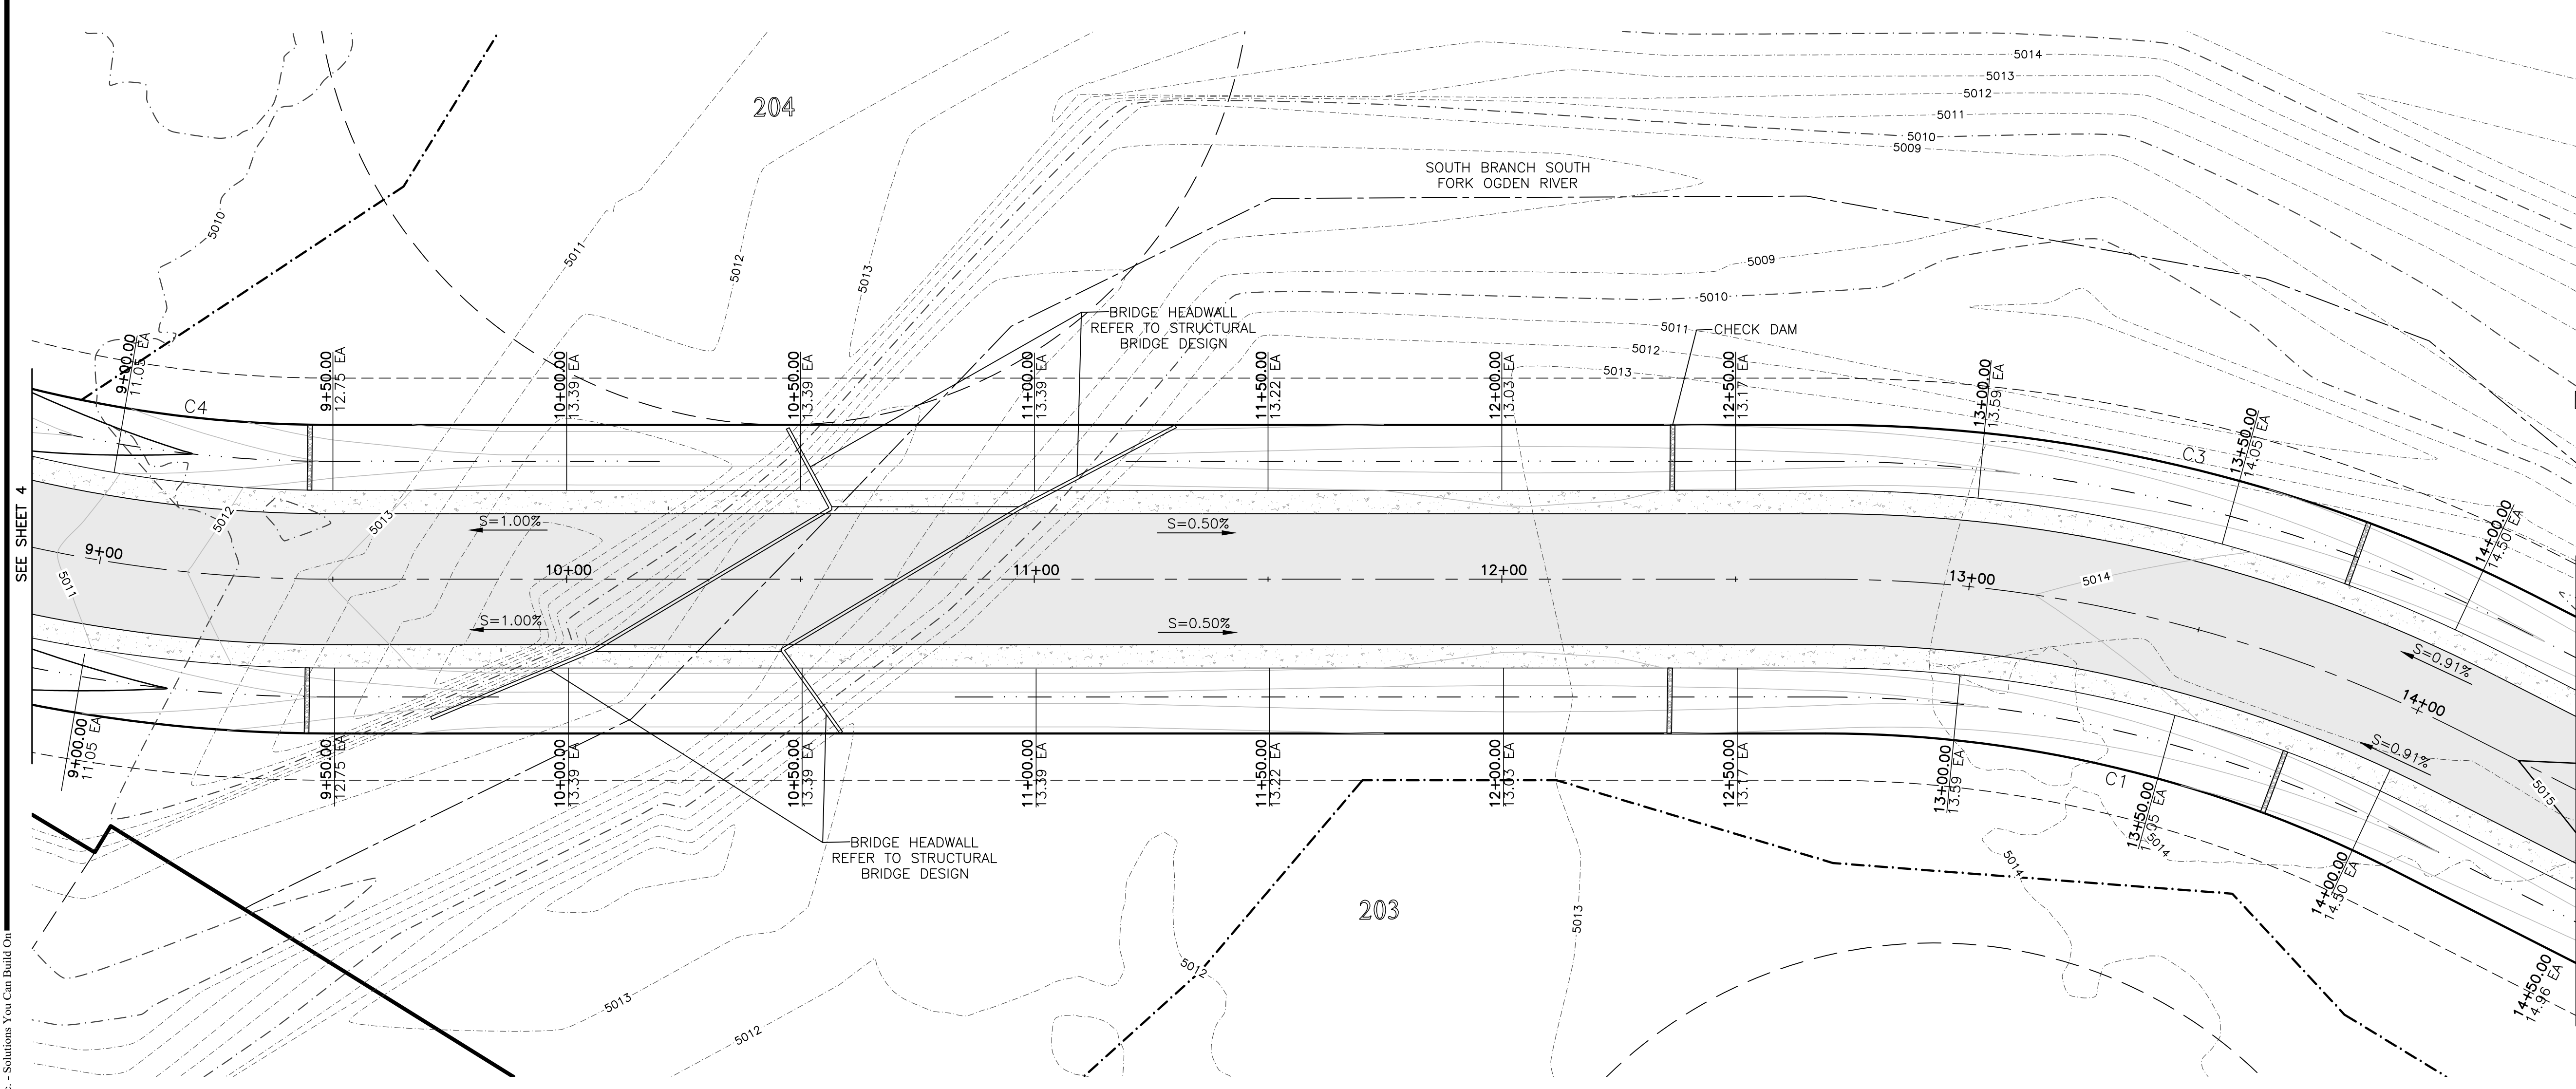 5014
5013
5012
5011
5010
5009
204
SOUTH BRANCH SOUTH
FORK OGDEN RIVER
5010
5011
5012
5013
5009
5010
BRIDGE HEADWALL
REFER TO STRUCTURAL
BRIDGE DESIGN
5011
CHECK DAM
5012
5013
9+00.00
11.05 EA
C4
9+50.00
12.75 EA
10+00.00
13.39 EA
10+50.00
13.39 EA
11+00.00
13.39 EA
11+50.00
13.22 EA
12+00.00
13.03 EA
12+50.00
13.17 EA
13+00.00
13.59 EA
13+50.00
14.05 EA
C3
14+00.00
14.50 EA
SEE SHEET 4
5012
5013
S=1.00%
S=0.50%
9+00
10+00
11+00
12+00
13+00
5011
5014
S=1.00%
S=0.50%
S=0.91%
14+00
S=0.91%
5015
9+00.00
11.05 EA
9+50.00
12.75 EA
10+00.00
13.39 EA
10+50.00
13.39 EA
11+00.00
13.39 EA
11+50.00
13.22 EA
12+00.00
13.03 EA
12+50.00
13.17 EA
13+00.00
13.59 EA
C1
13+50.00
EA
5014
14+00.00
14.50 EA
14+50.00
14.96 EA
BRIDGE HEADWALL
REFER TO STRUCTURAL
BRIDGE DESIGN
203
5014
5013
5012
5013
5012
- Solutions You Can Build On